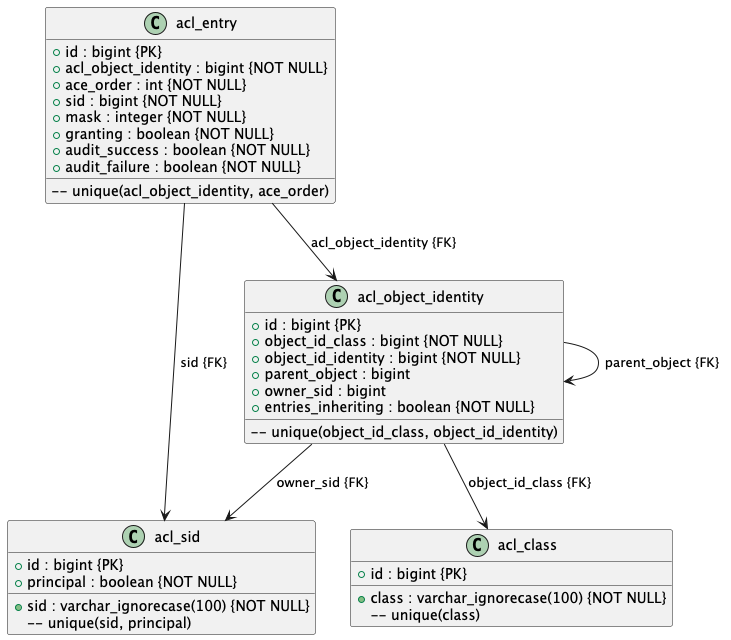 C acl_entry
id : bigint {PK}
acl_object_identity : bigint {NOT NULL}
ace_order : int {NOT NULL}
sid : bigint {NOT NULL}
mask : integer {NOT NULL}
granting : boolean {NOT NULL}
audit_success : boolean {NOT NULL}
audit_failure : boolean {NOT NULL}
-- unique(acl_object_identity, ace_order)
acl_object_identity {FK}
sid {FK}
C acl_object_identity
id : bigint {PK}
object_id_class : bigint {NOT NULL}
object_id_identity : bigint {NOT NULL}
parent_object : bigint
owner_sid : bigint
entries_inheriting : boolean {NOT NULL}
-- unique(object_id_class, object_id_identity)
parent_object {FK}
owner_sid {FK}
object_id_class {FK}
C acl_sid
id : bigint {PK}
principal : boolean {NOT NULL}
sid : varchar_ignorecase(100) {NOT NULL}
-- unique(sid, principal)
C acl_class
id : bigint {PK}
class : varchar_ignorecase(100) {NOT NULL}
-- unique(class)